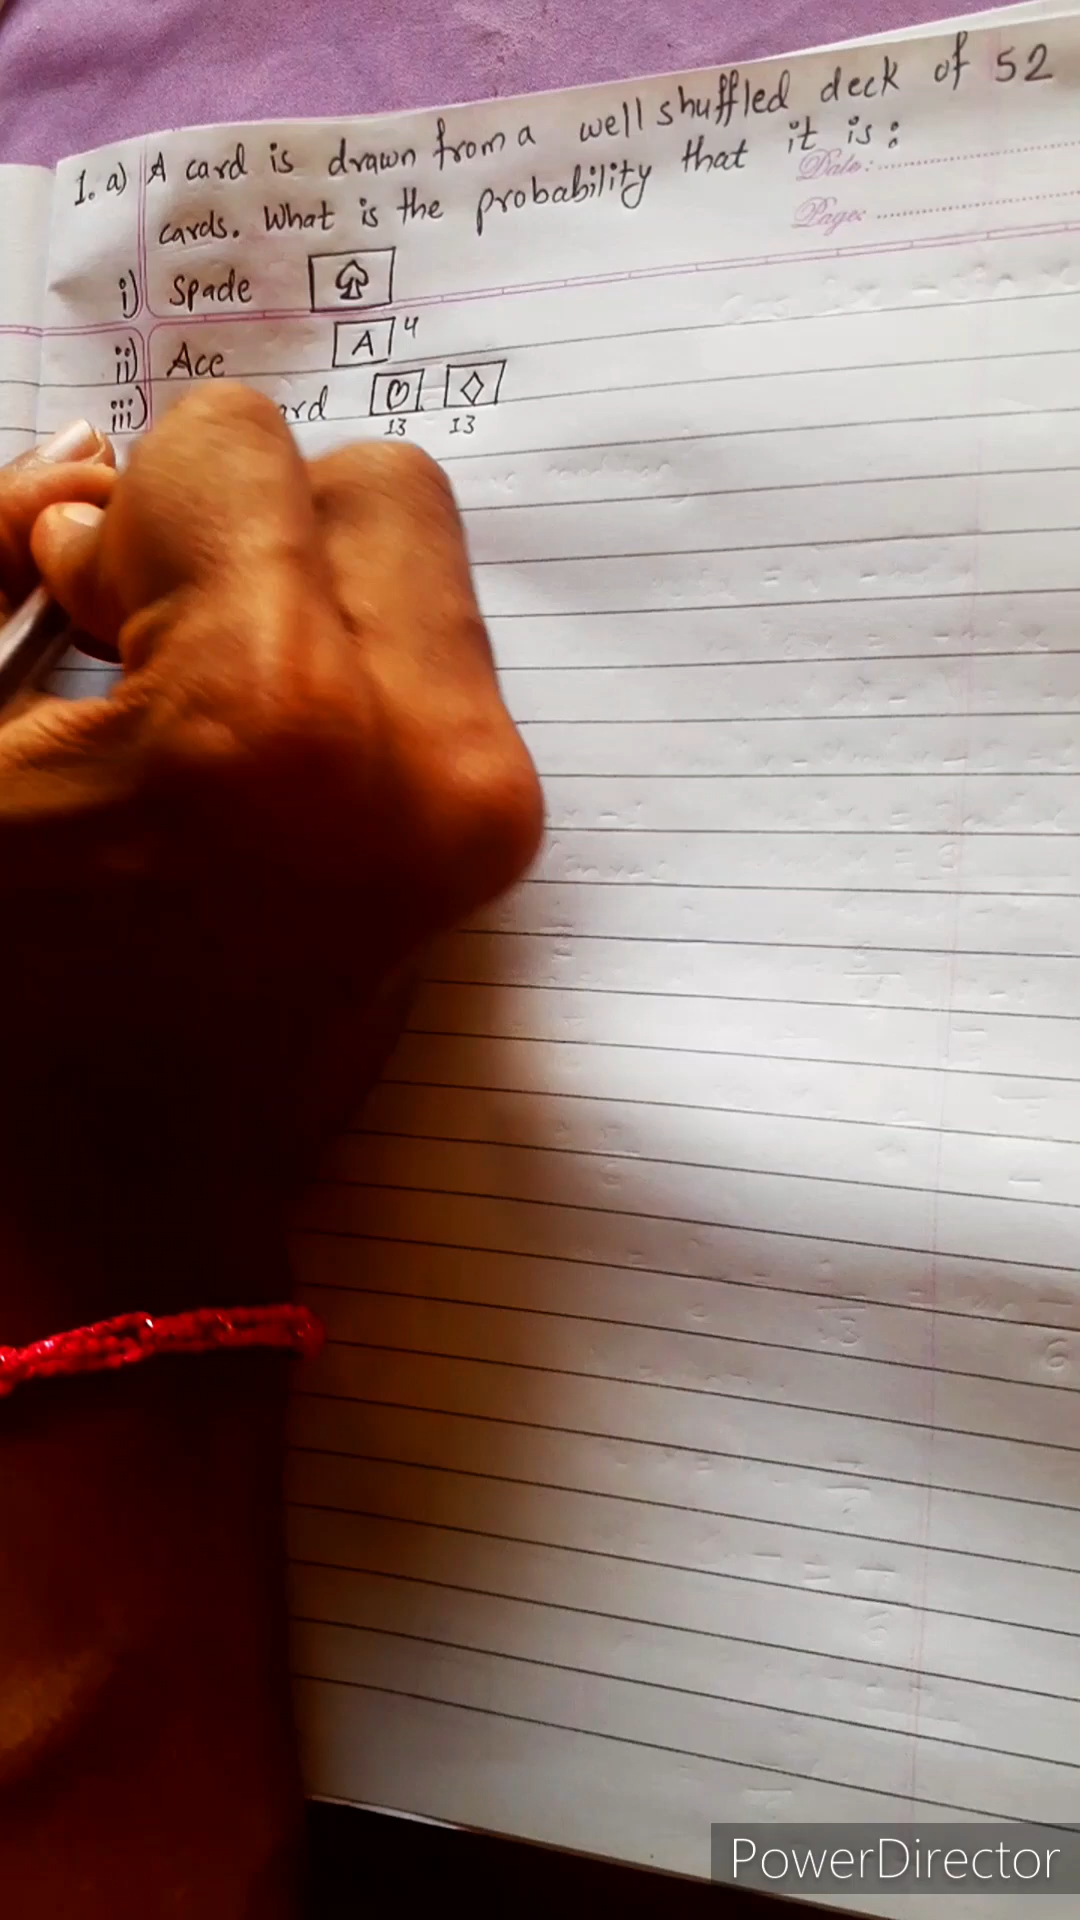 1. a) A card is drawn from a well shuffled deck of 52
cards. What is the probability that it is:
Date:
Page:
i) Spade ♤
ii) Ace A 4
iii) ard ♡ ◇
13 13
PowerDirector